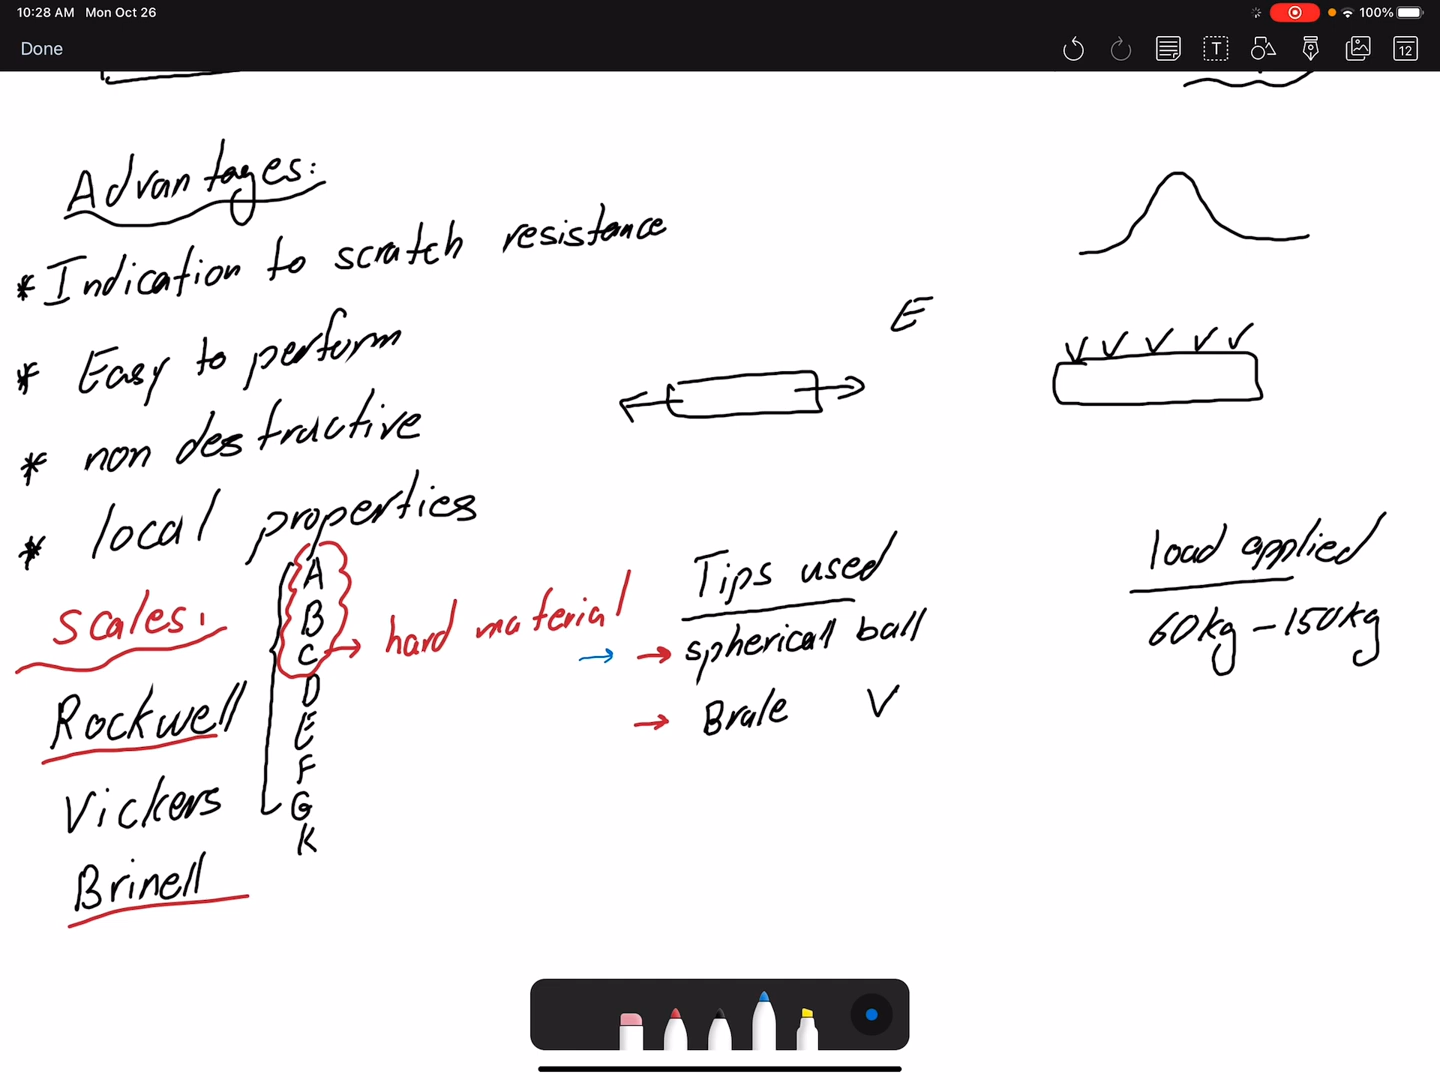 10:28 AM Mon Oct 26
100%
Done
T
12
Advantages:
* Indication to scratch resistance
* Easy to perform
* non destructive
* local properties
E
scales.
Rockwell
Vickers
Brinell
A
B
C
D
E
F
G
K
hard material
Tips used
spherical ball
Brale V
load applied
60kg - 150kg